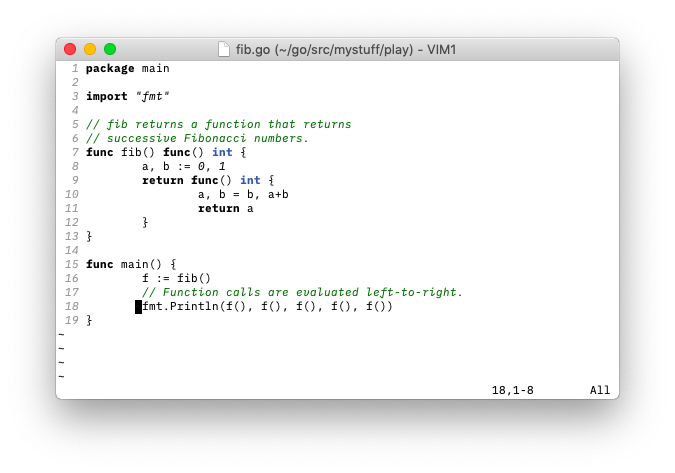 fib.go (~/go/src/mystuff/play) - VIM1
1 package main
2
3 import "fmt"
4
5 // fib returns a function that returns
6 // successive Fibonacci numbers.
7 func fib() func() int {
8         a, b := 0, 1
9         return func() int {
10                 a, b = b, a+b
11                 return a
12         }
13 }
14
15 func main() {
16         f := fib()
17         // Function calls are evaluated left-to-right.
18         fmt.Println(f(), f(), f(), f(), f())
19 }
~
~
~
~
18,1-8 All